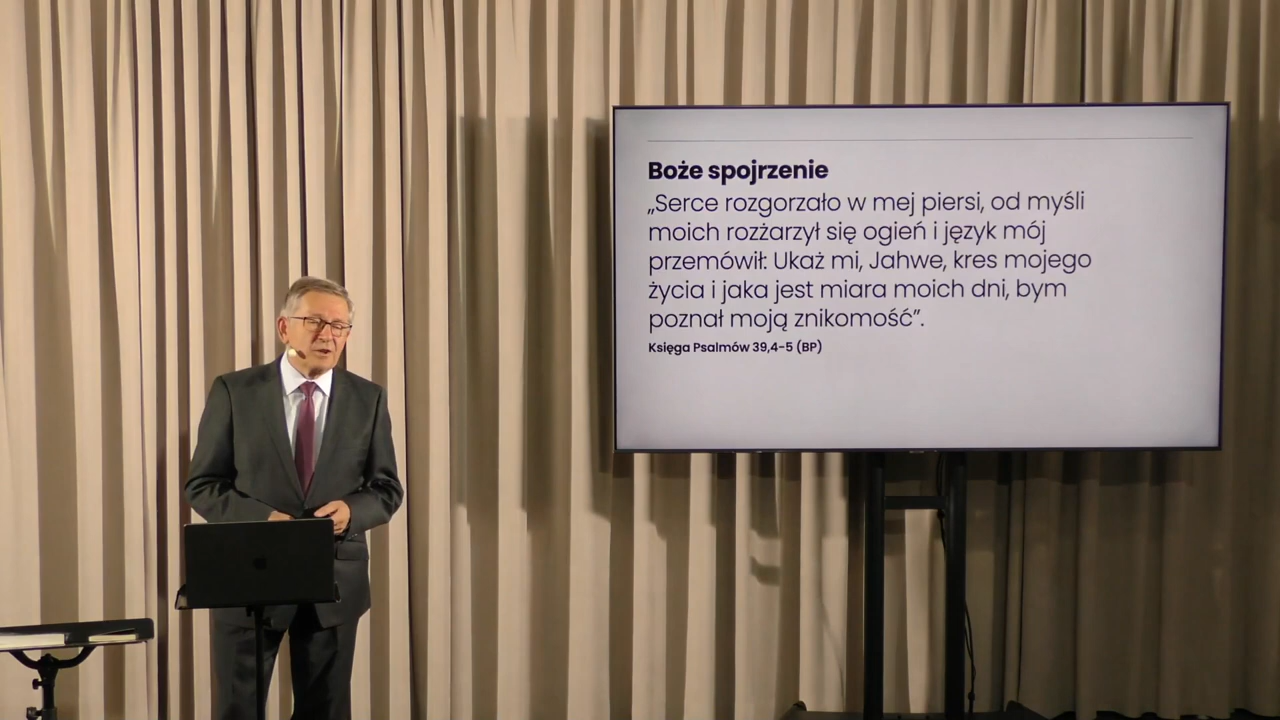 Boże spojrzenie
„Serce rozgorzało w mej piersi, od myśli
moich rozżarzył się ogień i język mój
przemówił: Ukaż mi, Jahwe, kres mojego
życia i jaka jest miara moich dni, bym
poznał moją znikomość”.
Księga Psalmów 39,4-5 (BP)